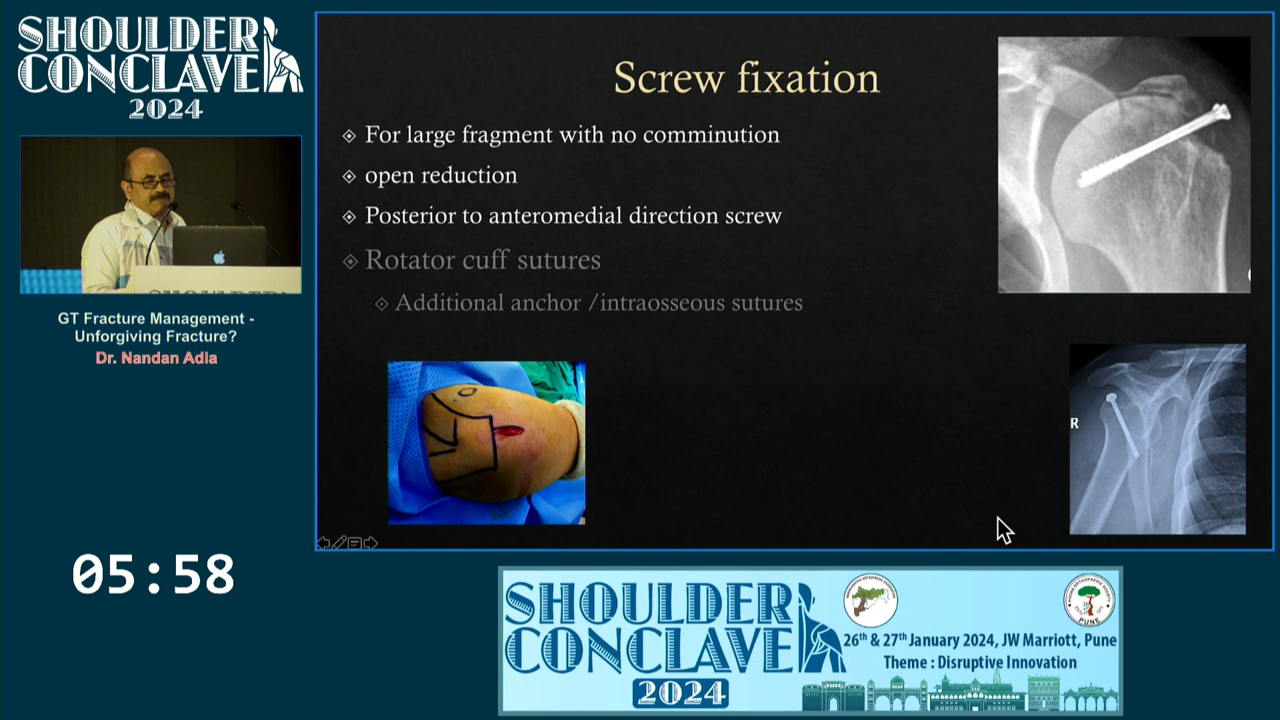 SHOULDER
CONCLAVE
2024
GT Fracture Management -
Unforgiving Fracture?
Dr. Nandan Adla
05:58
Screw fixation
For large fragment with no comminution
open reduction
Posterior to anteromedial direction screw
Rotator cuff sutures
Additional anchor /intraosseous sutures
R
SHOULDER
CONCLAVE
2024
26th & 27th January 2024, JW Marriott, Pune
Theme : Disruptive Innovation
PUNE